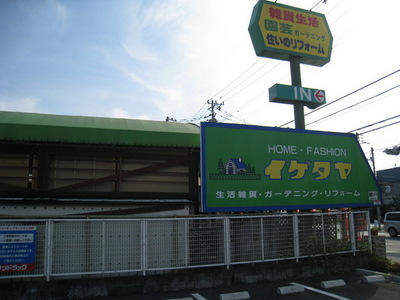 雑貨生活
園芸ガーデニング
住いのリフォーム
IN
HOME・FASHION
イケタヤ
生活雑貨・ガーデニング・リフォーム